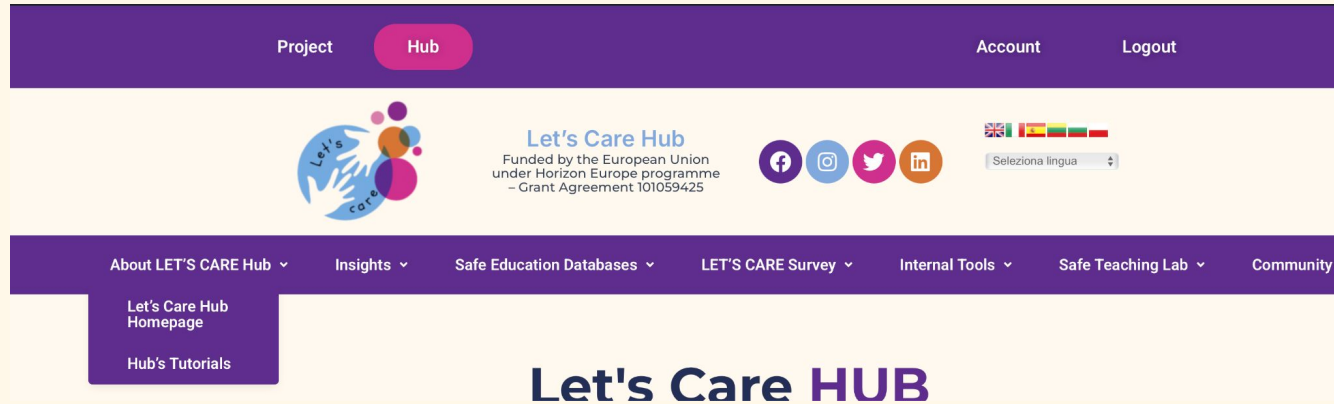 Project
Hub
Account
Logout
Let's
care
Let's Care Hub
Funded by the European Union
under Horizon Europe programme
– Grant Agreement 101059425
Seleziona lingua
About LET'S CARE Hub
Insights
Safe Education Databases
LET'S CARE Survey
Internal Tools
Safe Teaching Lab
Community
Let's Care Hub
Homepage
Hub's Tutorials
Let's Care HUB